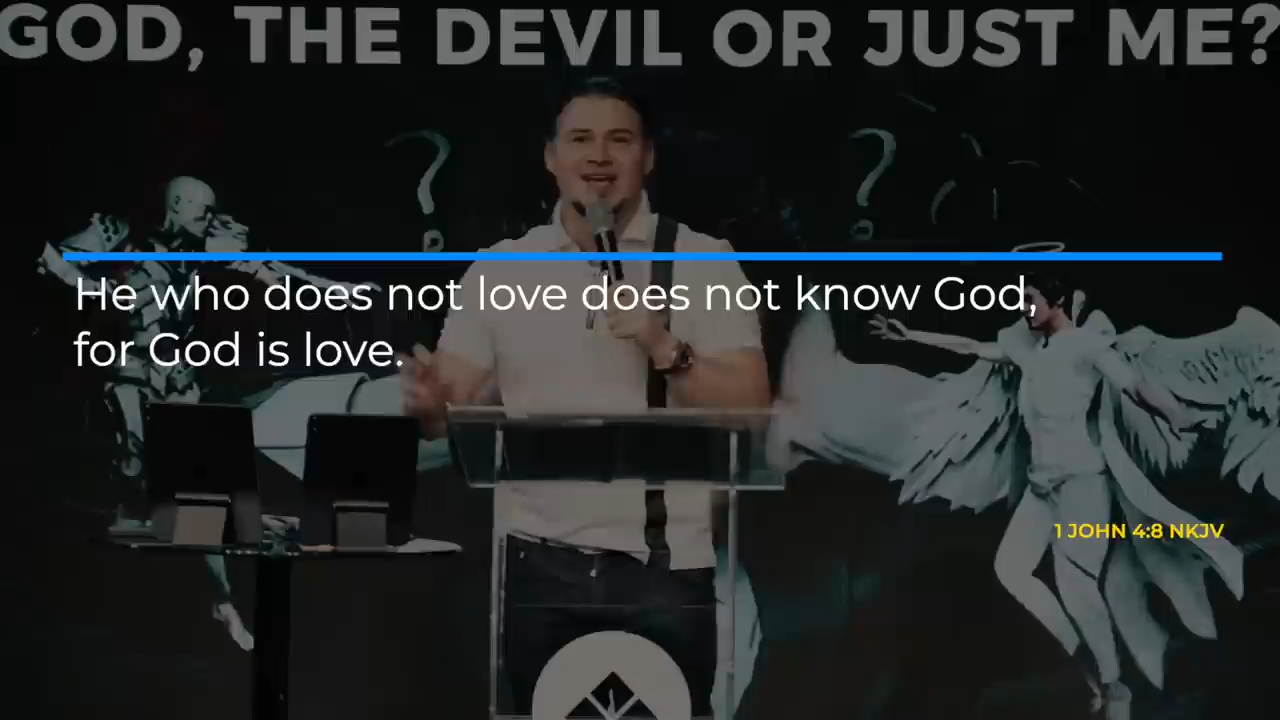 GOD, THE DEVIL OR JUST ME?
? ?
He who does not love does not know God,
for God is love.
1 JOHN 4:8 NKJV